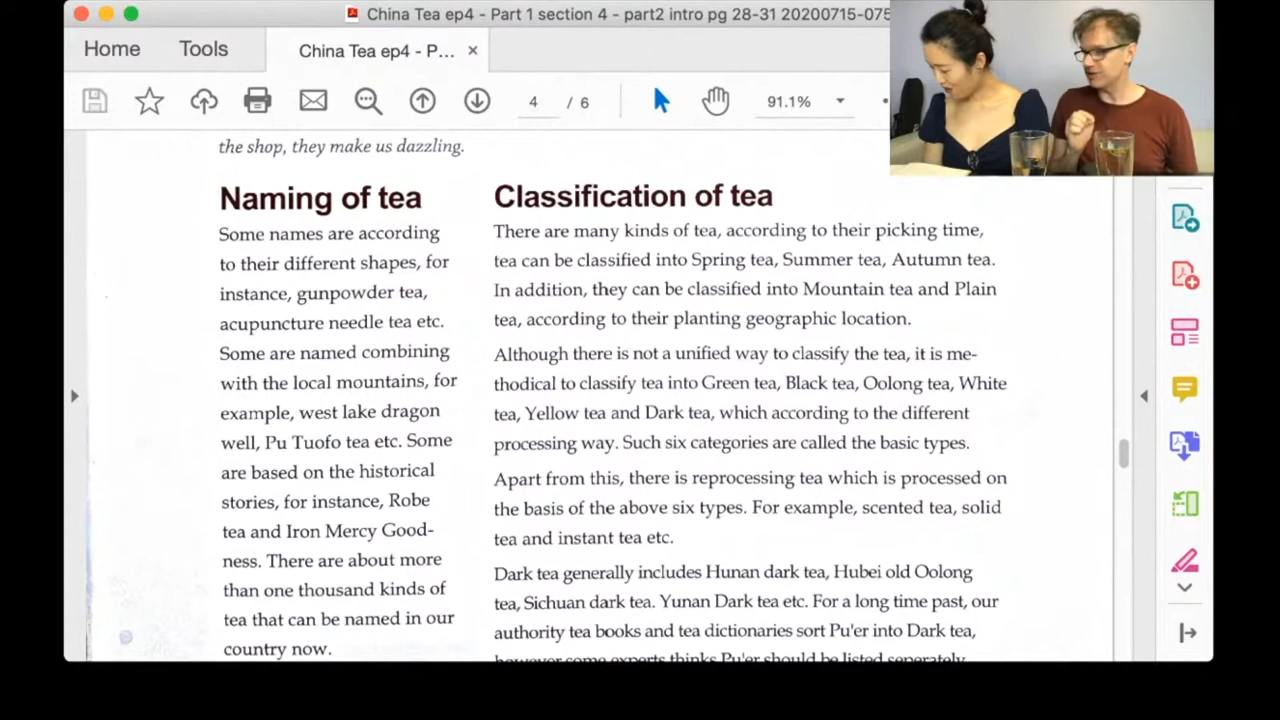 China Tea ep4 - Part 1 section 4 - part2 intro pg 28-31 20200715-075
Home
Tools
China Tea ep4 - P...
4
/ 6
91.1%
the shop, they make us dazzling.
Naming of tea
Some names are according
to their different shapes, for
instance, gunpowder tea,
acupuncture needle tea etc.
Some are named combining
with the local mountains, for
example, west lake dragon
well, Pu Tuofo tea etc. Some
are based on the historical
stories, for instance, Robe
tea and Iron Mercy Good-
ness. There are about more
than one thousand kinds of
tea that can be named in our
country now.
Classification of tea
There are many kinds of tea, according to their picking time,
tea can be classified into Spring tea, Summer tea, Autumn tea.
In addition, they can be classified into Mountain tea and Plain
tea, according to their planting geographic location.
Although there is not a unified way to classify the tea, it is me-
thodical to classify tea into Green tea, Black tea, Oolong tea, White
tea, Yellow tea and Dark tea, which according to the different
processing way. Such six categories are called the basic types.
Apart from this, there is reprocessing tea which is processed on
the basis of the above six types. For example, scented tea, solid
tea and instant tea etc.
Dark tea generally includes Hunan dark tea, Hubei old Oolong
tea, Sichuan dark tea. Yunan Dark tea etc. For a long time past, our
authority tea books and tea dictionaries sort Pu'er into Dark tea,
however some experts thinks Pu'er should be listed seperately